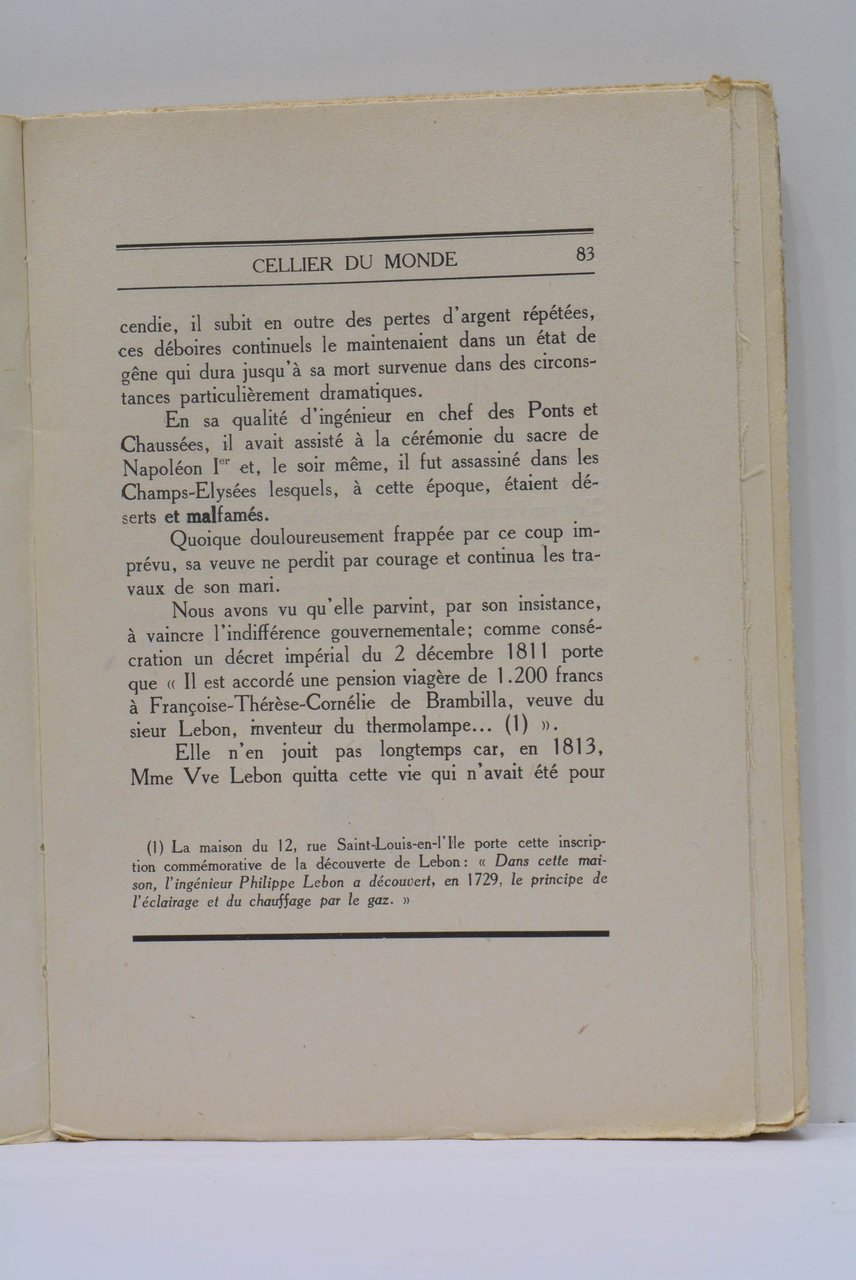 CELLIER DU MONDE 83
cendie, il subit en outre des pertes d'argent répétées,
ces déboires continuels le maintenaient dans un état de
gêne qui dura jusqu'à sa mort survenue dans des circons-
tances particulièrement dramatiques.
En sa qualité d'ingénieur en chef des Ponts et
Chaussées, il avait assisté à la cérémonie du sacre de
Napoléon Ier et, le soir même, il fut assassiné dans les
Champs-Elysées lesquels, à cette époque, étaient dé-
serts et malfamés.
Quoique douloureusement frappée par ce coup im-
prévu, sa veuve ne perdit par courage et continua les tra-
vaux de son mari.
Nous avons vu qu'elle parvint, par son insistance,
à vaincre l'indifférence gouvernementale; comme consé-
cration un décret impérial du 2 décembre 1811 porte
que « Il est accordé une pension viagère de 1.200 francs
à Françoise-Thérèse-Cornélie de Brambilla, veuve du
sieur Lebon, inventeur du thermolampe... (1) ».
Elle n'en jouit pas longtemps car, en 1813,
Mme Vve Lebon quitta cette vie qui n'avait été pour
(1) La maison du 12, rue Saint-Louis-en-l'Ile porte cette inscrip-
tion commémorative de la découverte de Lebon : « Dans cette mai-
son, l'ingénieur Philippe Lebon a découvert, en 1729, le principe de
l'éclairage et du chauffage par le gaz. »